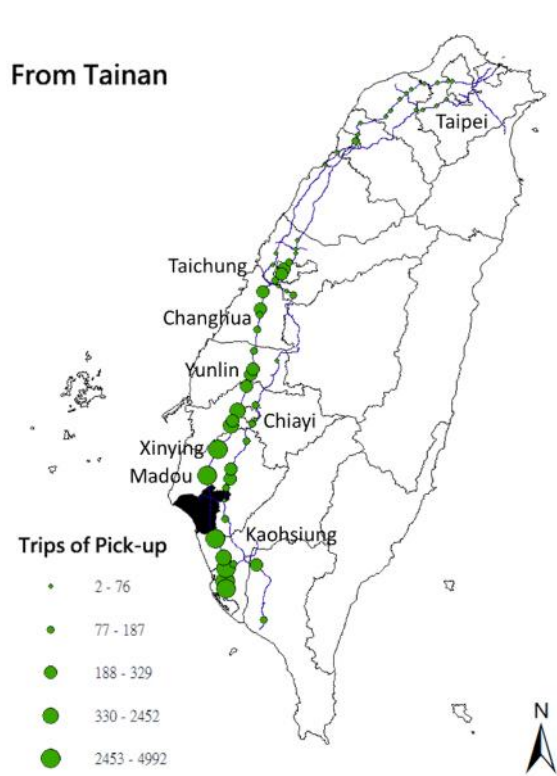 From Tainan
Taipei
Taichung
Changhua
Yunlin
Chiayi
Xinying
Madou
Kaohsiung
Trips of Pick-up
2 - 76
77 - 187
188 - 329
330 - 2452
2453 - 4992
N